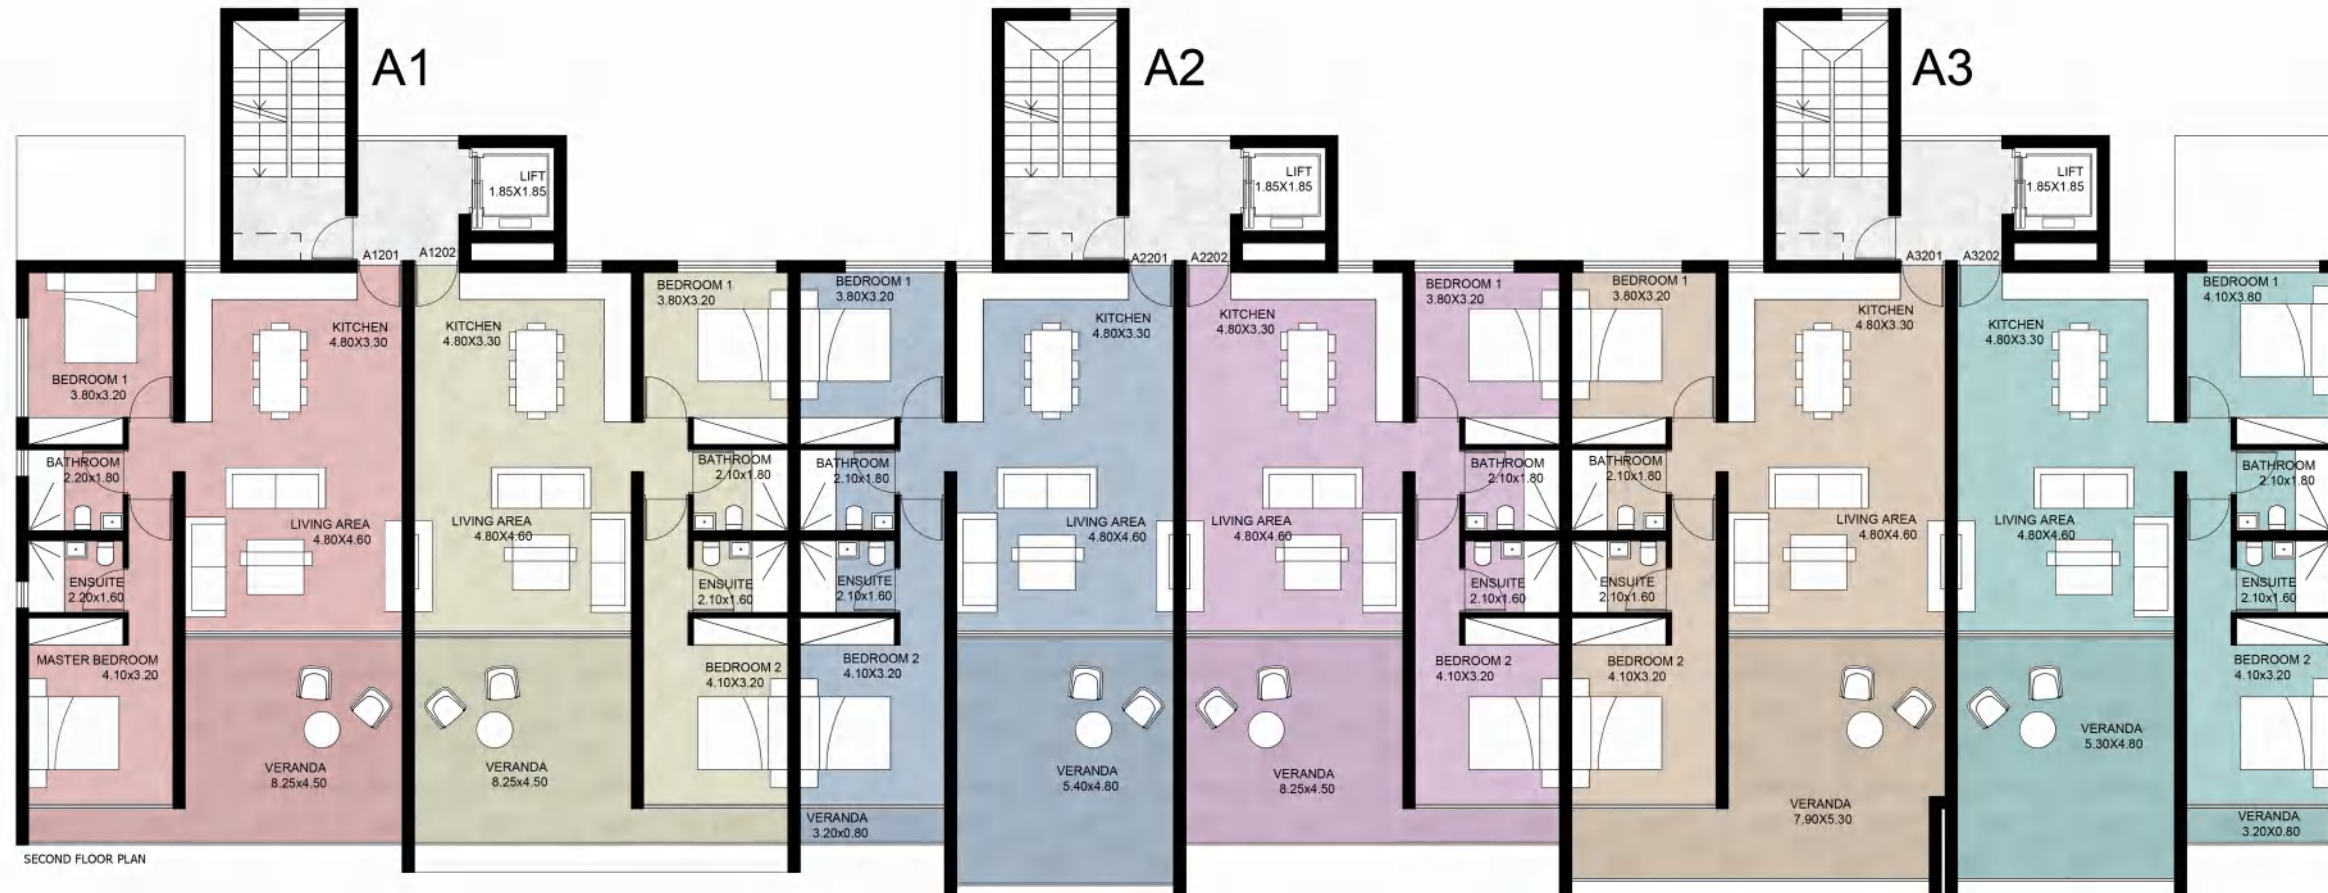 A1
A2
A3
LIFT
1.85X1.85
LIFT
1.85X1.85
LIFT
1.85X1.85
A1201
A1202
A2201
A2202
A3201
A3202
BEDROOM 1
3.80x3.20
KITCHEN
4.80X3.30
BATHROOM
2.20x1.80
LIVING AREA
4.80X4.60
ENSUITE
2.20x1.60
MASTER BEDROOM
4.10x3.20
VERANDA
8.25x4.50
KITCHEN
4.80X3.30
BEDROOM 1
3.80X3.20
BATHROOM
2.10x1.80
LIVING AREA
4.80X4.60
ENSUITE
2.10x1.60
BEDROOM 2
4.10X3.20
VERANDA
8.25x4.50
BEDROOM 1
3.80X3.20
KITCHEN
4.80X3.30
BATHROOM
2.10x1.80
LIVING AREA
4.80X4.60
ENSUITE
2.10x1.60
BEDROOM 2
4.10X3.20
VERANDA
5.40x4.80
VERANDA
3.20x0.80
KITCHEN
4.80X3.30
BEDROOM 1
3.80X3.20
BATHROOM
2.10x1.80
LIVING AREA
4.80X4.60
ENSUITE
2.10x1.60
BEDROOM 2
4.10X3.20
VERANDA
8.25x4.50
BEDROOM 1
3.80X3.20
KITCHEN
4.80X3.30
BATHROOM
2.10x1.80
LIVING AREA
4.80X4.60
ENSUITE
2.10x1.60
BEDROOM 2
4.10X3.20
VERANDA
7.90X5.30
KITCHEN
4.80X3.30
BEDROOM 1
4.10X3.80
BATHROOM
2.10x1.80
LIVING AREA
4.80X4.60
ENSUITE
2.10x1.60
BEDROOM 2
4.10x3.20
VERANDA
5.30X4.80
VERANDA
3.20X0.80
SECOND FLOOR PLAN